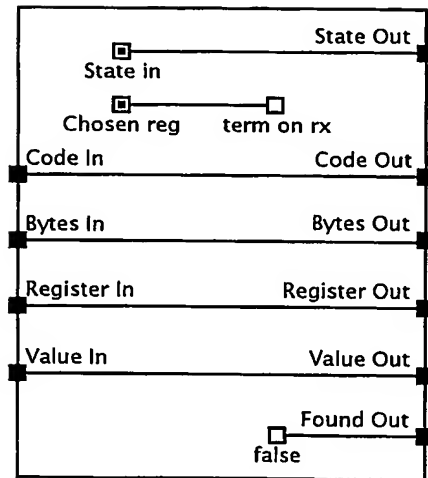 State Out
State in
Chosen reg term on rx
Code In Code Out
Bytes In Bytes Out
Register In Register Out
Value In Value Out
Found Out
false